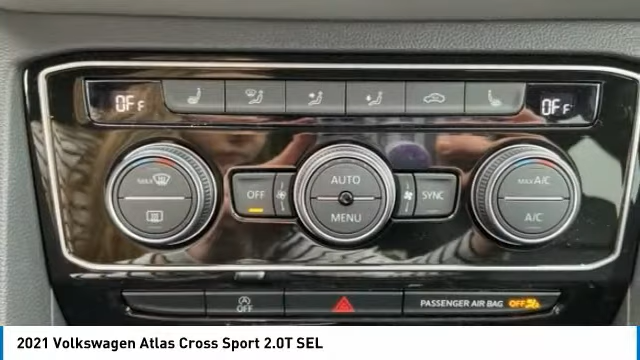 OFF
OFF
MAX
OFF
AUTO
MENU
SYNC
MAX A/C
A/C
OFF
PASSENGER AIR BAG OFF
2021 Volkswagen Atlas Cross Sport 2.0T SEL